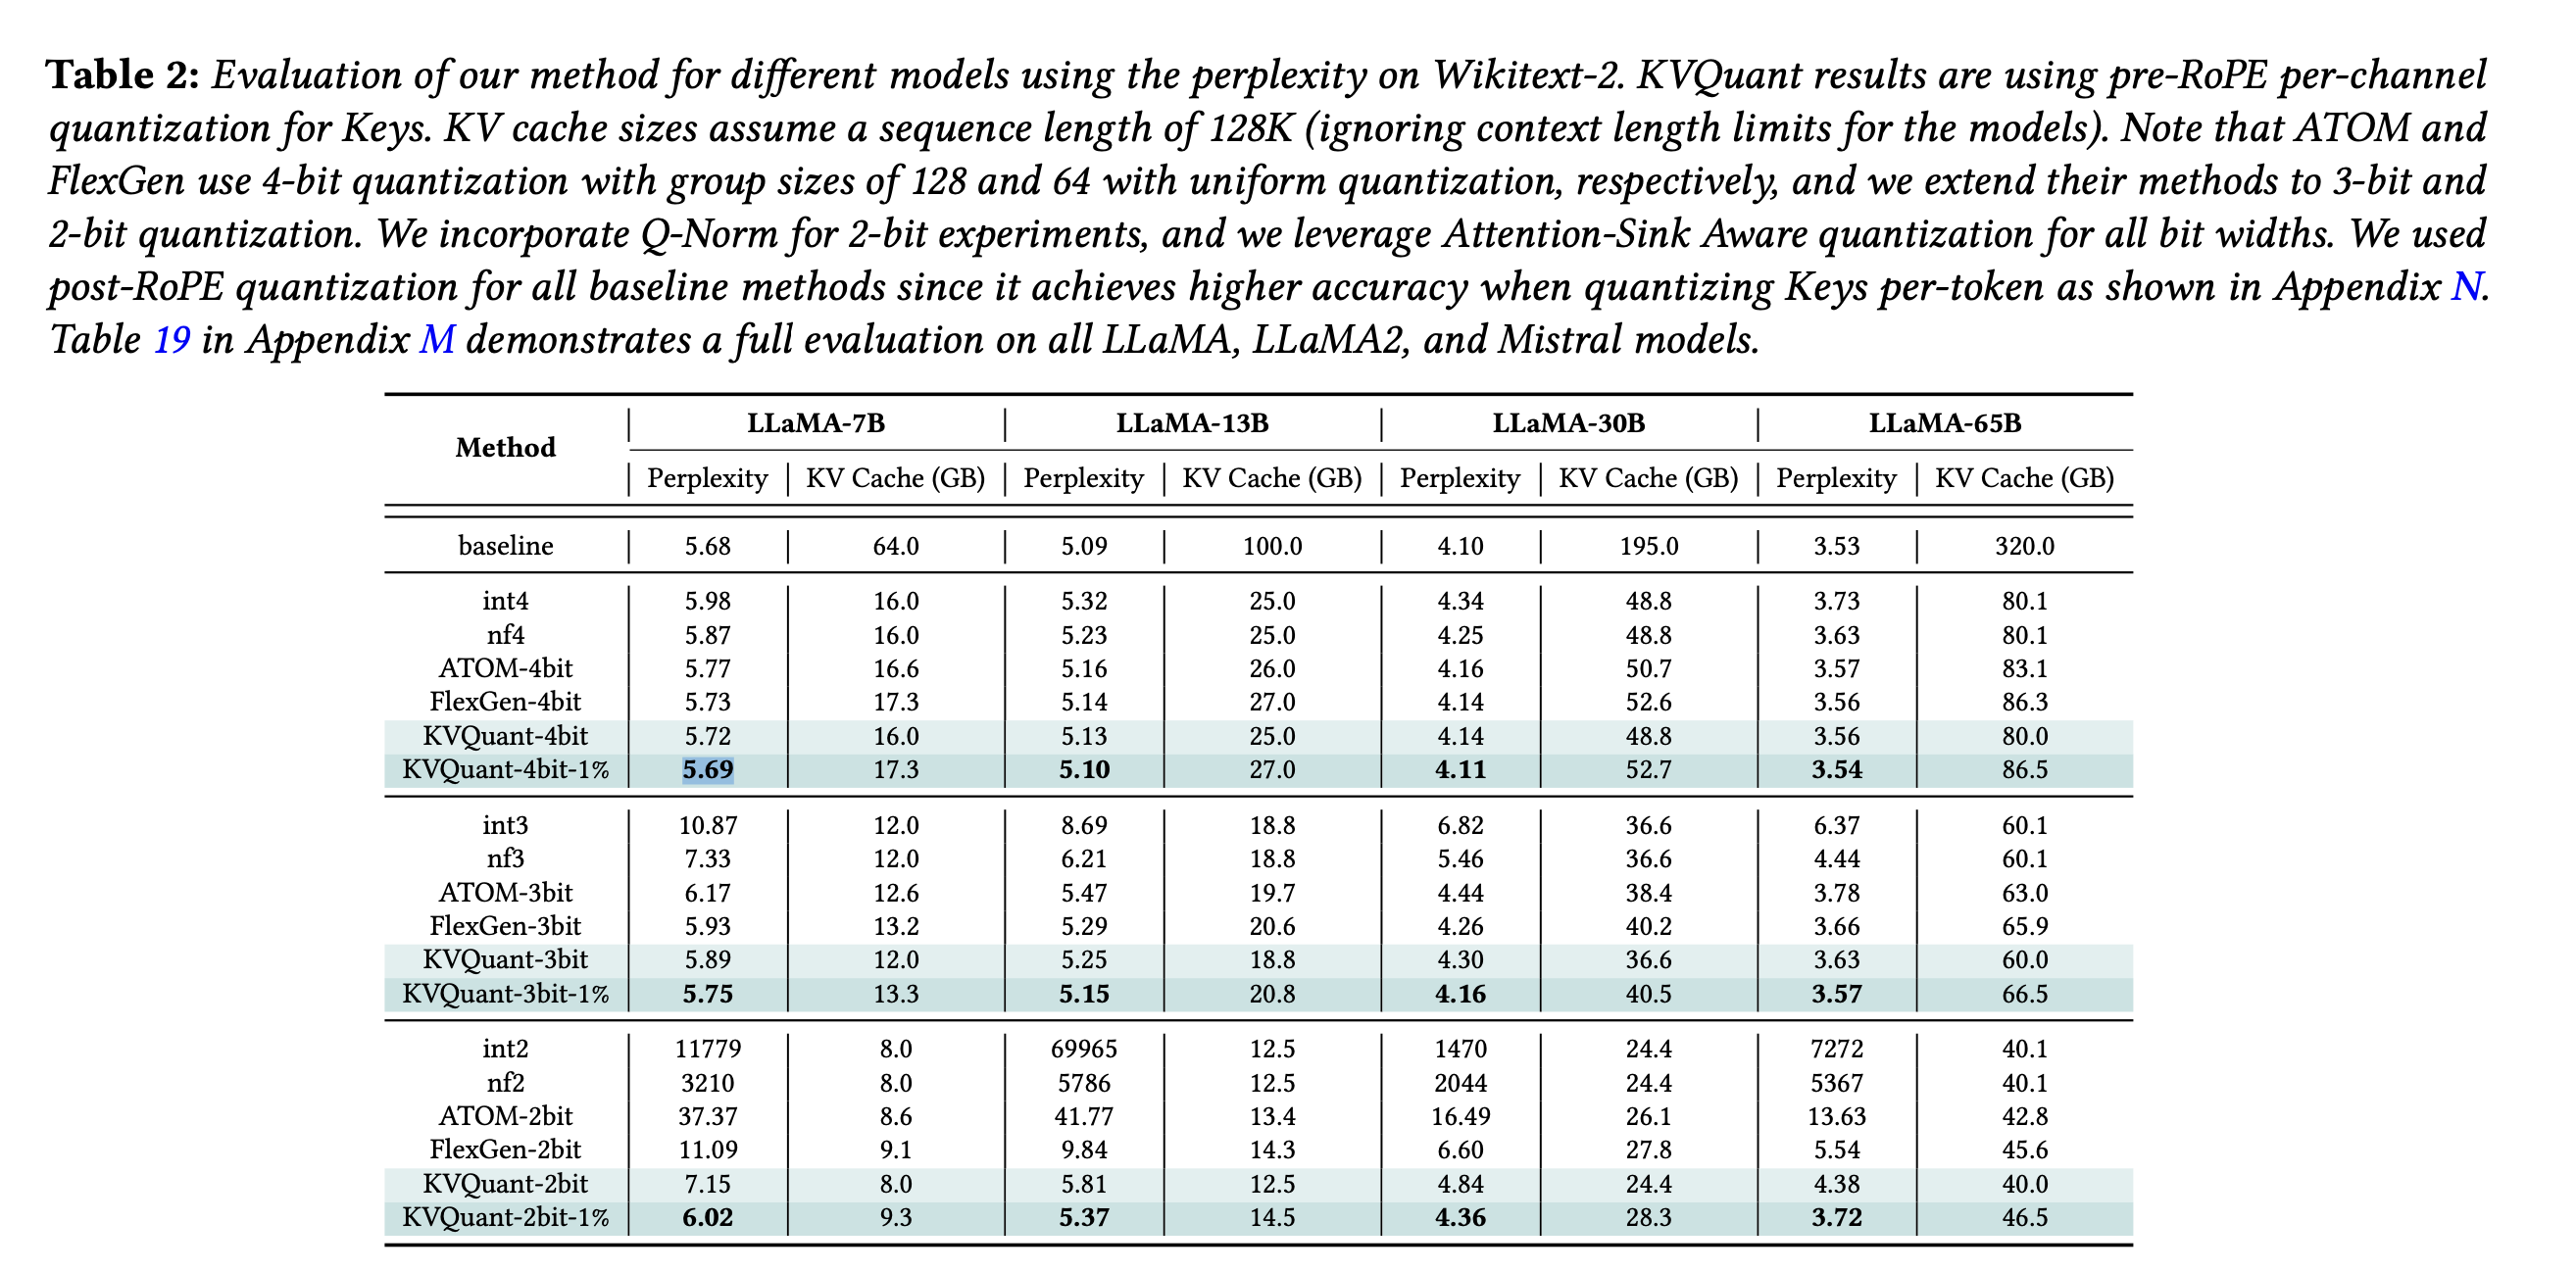 Table 2: Evaluation of our method for different models using the perplexity on Wikitext-2. KVQuant results are using pre-RoPE per-channel
quantization for Keys. KV cache sizes assume a sequence length of 128K (ignoring context length limits for the models). Note that ATOM and
FlexGen use 4-bit quantization with group sizes of 128 and 64 with uniform quantization, respectively, and we extend their methods to 3-bit and
2-bit quantization. We incorporate Q-Norm for 2-bit experiments, and we leverage Attention-Sink Aware quantization for all bit widths. We used
post-RoPE quantization for all baseline methods since it achieves higher accuracy when quantizing Keys per-token as shown in Appendix N.
Table 19 in Appendix M demonstrates a full evaluation on all LLaMA, LLaMA2, and Mistral models.
Method LLaMA-7B LLaMA-13B LLaMA-30B LLaMA-65B
Perplexity KV Cache (GB) Perplexity KV Cache (GB) Perplexity KV Cache (GB) Perplexity KV Cache (GB)
baseline 5.68 64.0 5.09 100.0 4.10 195.0 3.53 320.0
int4 5.98 16.0 5.32 25.0 4.34 48.8 3.73 80.1
nf4 5.87 16.0 5.23 25.0 4.25 48.8 3.63 80.1
ATOM-4bit 5.77 16.6 5.16 26.0 4.16 50.7 3.57 83.1
FlexGen-4bit 5.73 17.3 5.14 27.0 4.14 52.6 3.56 86.3
KVQuant-4bit 5.72 16.0 5.13 25.0 4.14 48.8 3.56 80.0
KVQuant-4bit-1% 5.69 17.3 5.10 27.0 4.11 52.7 3.54 86.5
int3 10.87 12.0 8.69 18.8 6.82 36.6 6.37 60.1
nf3 7.33 12.0 6.21 18.8 5.46 36.6 4.44 60.1
ATOM-3bit 6.17 12.6 5.47 19.7 4.44 38.4 3.78 63.0
FlexGen-3bit 5.93 13.2 5.29 20.6 4.26 40.2 3.66 65.9
KVQuant-3bit 5.89 12.0 5.25 18.8 4.30 36.6 3.63 60.0
KVQuant-3bit-1% 5.75 13.3 5.15 20.8 4.16 40.5 3.57 66.5
int2 11779 8.0 69965 12.5 1470 24.4 7272 40.1
nf2 3210 8.0 5786 12.5 2044 24.4 5367 40.1
ATOM-2bit 37.37 8.6 41.77 13.4 16.49 26.1 13.63 42.8
FlexGen-2bit 11.09 9.1 9.84 14.3 6.60 27.8 5.54 45.6
KVQuant-2bit 7.15 8.0 5.81 12.5 4.84 24.4 4.38 40.0
KVQuant-2bit-1% 6.02 9.3 5.37 14.5 4.36 28.3 3.72 46.5